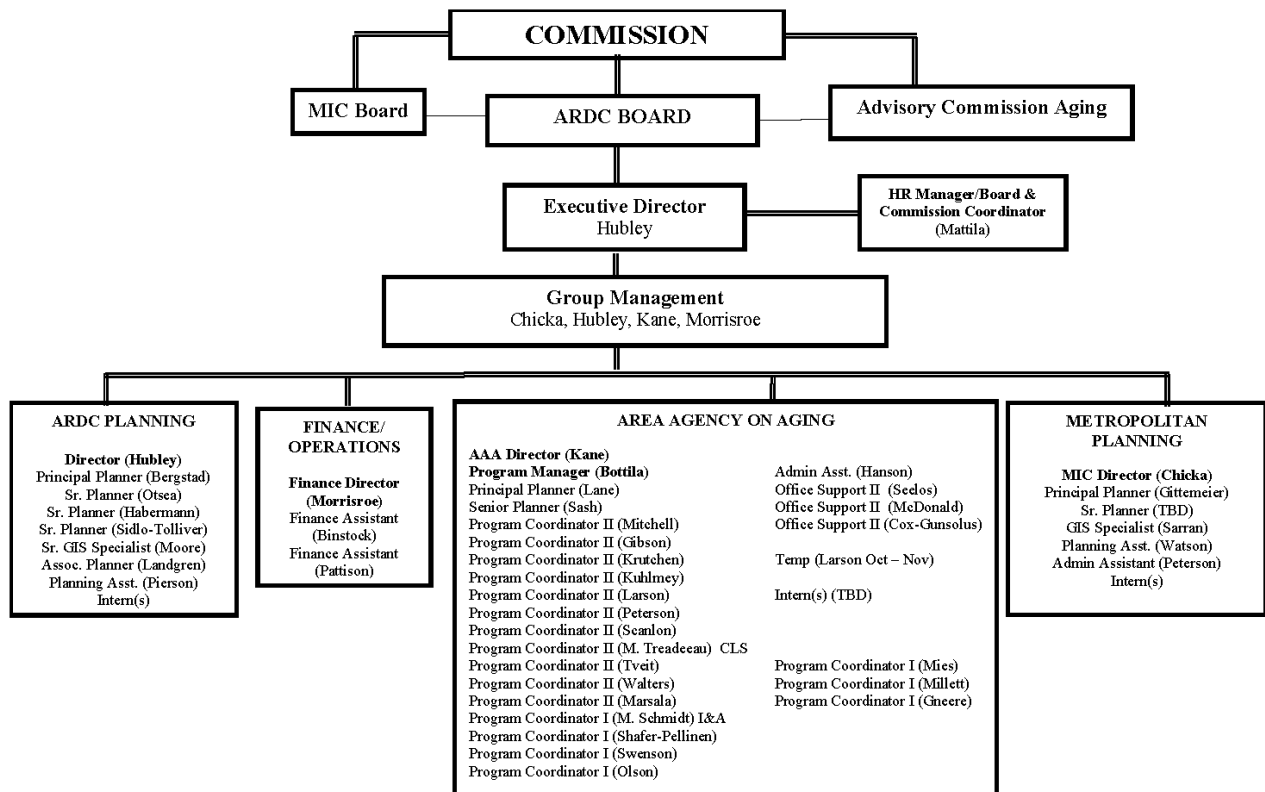 COMMISSION
MIC Board
ARDC BOARD
Advisory Commission Aging
Executive Director
Hubley
HR Manager/Board &
Commission Coordinator
(Mattila)
Group Management
Chicka, Hubley, Kane, Morrisroe
ARDC PLANNING
Director (Hubley)
Principal Planner (Bergstad)
Sr. Planner (Otsea)
Sr. Planner (Habermann)
Sr. Planner (Sidlo-Tolliver)
Sr. GIS Specialist (Moore)
Assoc. Planner (Landgren)
Planning Asst. (Pierson)
Intern(s)
FINANCE/
OPERATIONS
Finance Director
(Morrisroe)
Finance Assistant
(Binstock)
Finance Assistant
(Pattison)
AREA AGENCY ON AGING
AAA Director (Kane)
Program Manager (Bottila)
Principal Planner (Lane)
Senior Planner (Sash)
Program Coordinator II (Mitchell)
Program Coordinator II (Gibson)
Program Coordinator II (Krutchen)
Program Coordinator II (Kuhlmey)
Program Coordinator II (Larson)
Program Coordinator II (Peterson)
Program Coordinator II (Scanlon)
Program Coordinator II (M. Treadeeau) CLS
Program Coordinator II (Tveit)
Program Coordinator II (Walters)
Program Coordinator II (Marsala)
Program Coordinator I (M. Schmidt) I&A
Program Coordinator I (Shafer-Pellinen)
Program Coordinator I (Swenson)
Program Coordinator I (Olson)
Admin Asst. (Hanson)
Office Support II (Seelos)
Office Support II (McDonald)
Office Support II (Cox-Gunsolus)
Temp (Larson Oct – Nov)
Intern(s) (TBD)
Program Coordinator I (Mies)
Program Coordinator I (Millett)
Program Coordinator I (Gneere)
METROPOLITAN
PLANNING
MIC Director (Chicka)
Principal Planner (Gittemeier)
Sr. Planner (TBD)
GIS Specialist (Sarran)
Planning Asst. (Watson)
Admin Assistant (Peterson)
Intern(s)